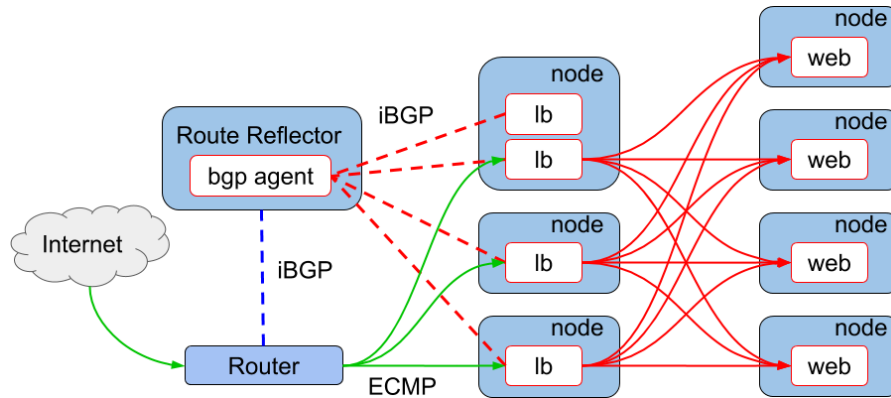 node
web
node
iBGP
lb
Route Reflector
lb
bgp agent
node
web
Internet
iBGP
node
lb
node
web
Router
ECMP
node
lb
node
web